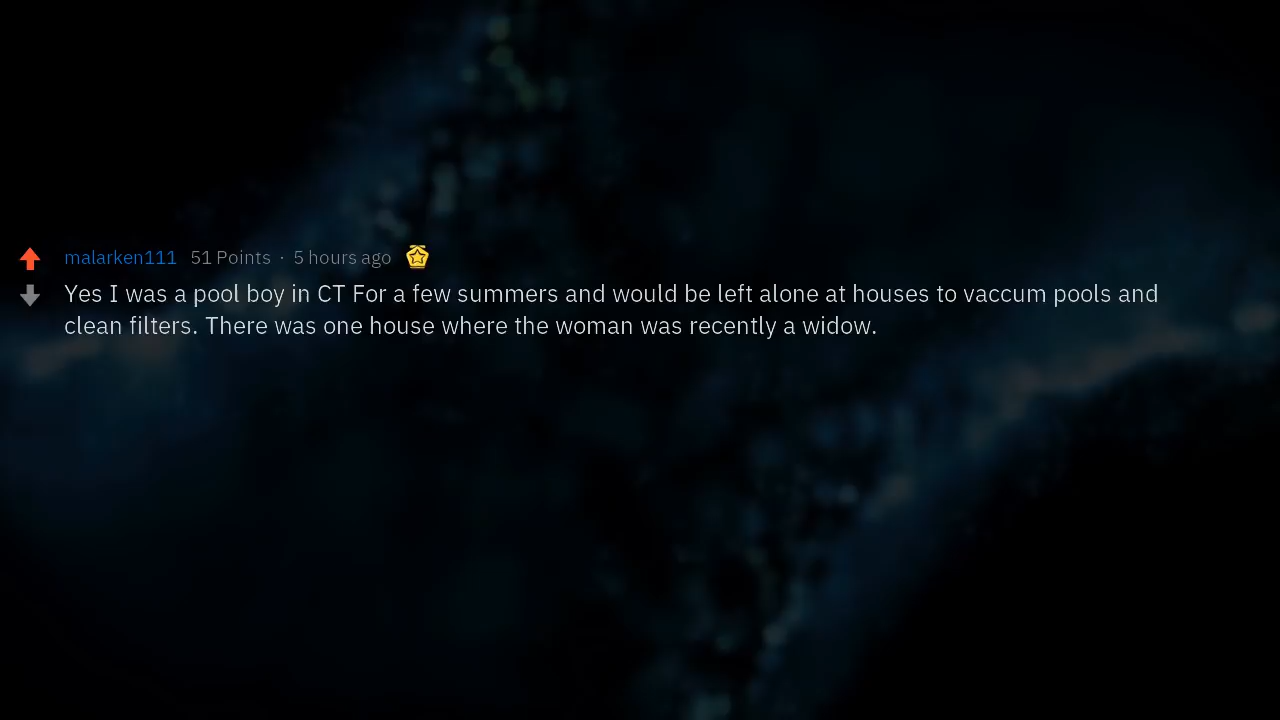 malarken111 51 Points · 5 hours ago
Yes I was a pool boy in CT For a few summers and would be left alone at houses to vaccum pools and
clean filters. There was one house where the woman was recently a widow.